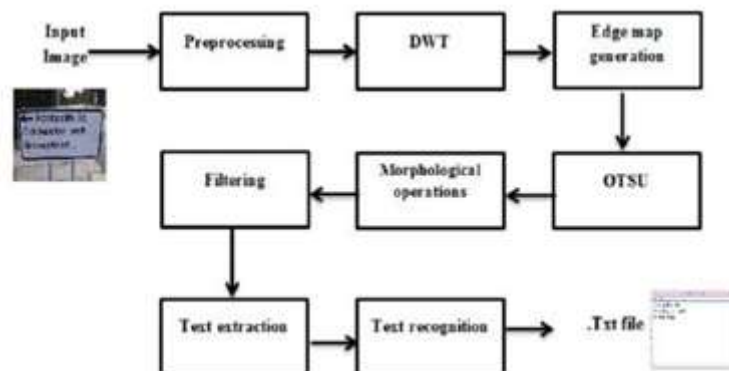 Input
Image
Preprocessing
DWT
Edge map
generation
Filtering
Morphological
operations
OTSU
Text extraction
Text recognition
.Txt file